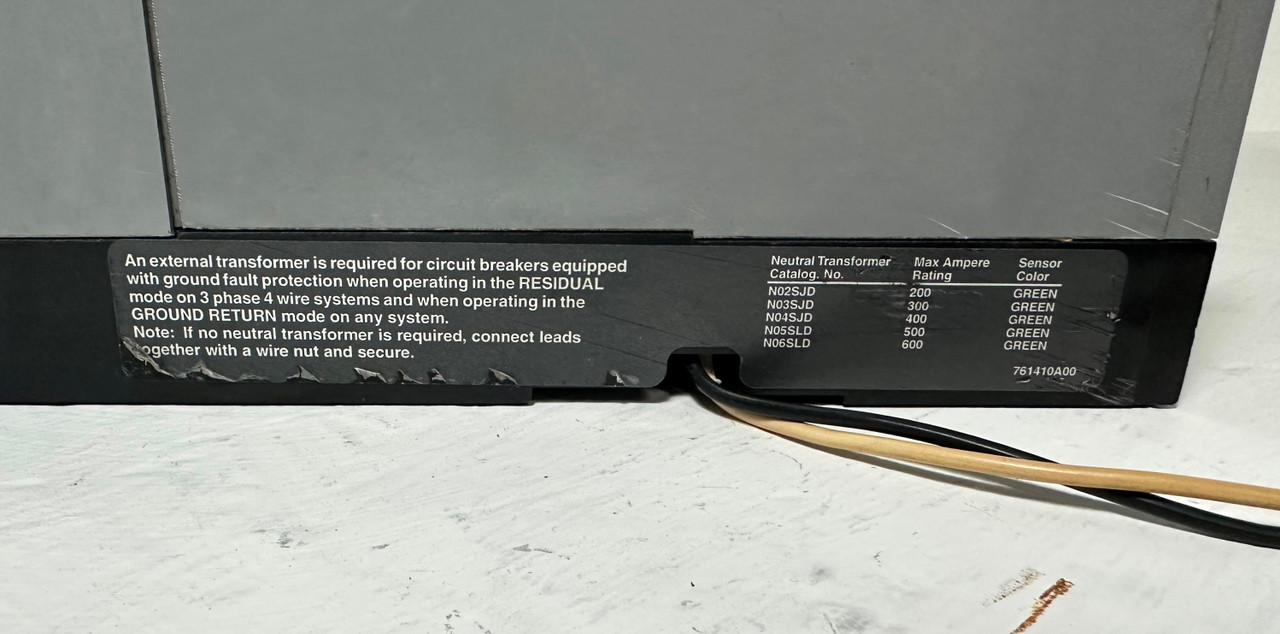 An external transformer is required for circuit breakers equipped
with ground fault protection when operating in the RESIDUAL
mode on 3 phase 4 wire systems and when operating in the
GROUND RETURN mode on any system.
Note: If no neutral transformer is required, connect leads
together with a wire nut and secure.
Neutral Transformer Max Ampere Sensor
Catalog. No. Rating Color
N02SJD 200 GREEN
N03SJD 300 GREEN
N04SJD 400 GREEN
N05SLD 500 GREEN
N06SLD 600 GREEN
761410A00